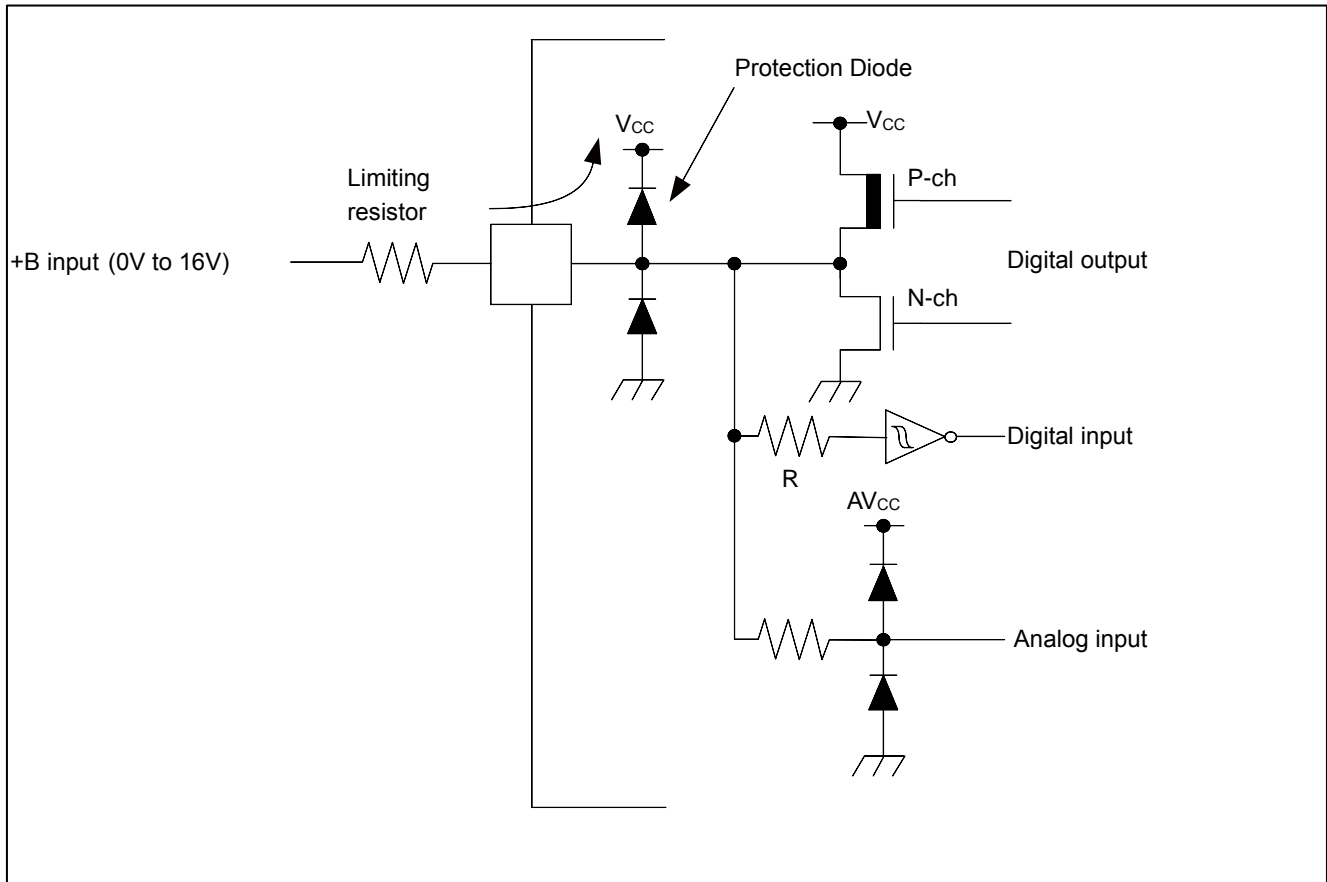 Protection Diode
VCC
VCC
Limiting
resistor
P-ch
+B input (0V to 16V)
Digital output
N-ch
Digital input
R
AVCC
Analog input